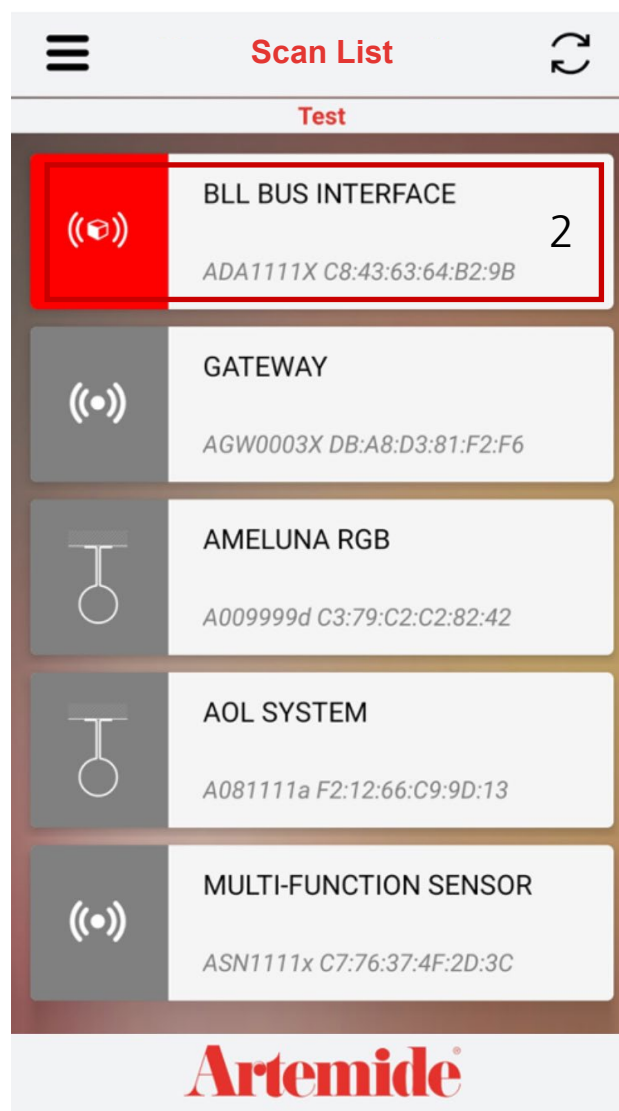 Scan List
Test
BLL BUS INTERFACE
2
ADA1111X C8:43:63:64:B2:9B
GATEWAY
AGW0003X DB:A8:D3:81:F2:F6
AMELUNA RGB
A009999d C3:79:C2:C2:82:42
AOL SYSTEM
A081111a F2:12:66:C9:9D:13
MULTI-FUNCTION SENSOR
ASN1111x C7:76:37:4F:2D:3C
Artemide®